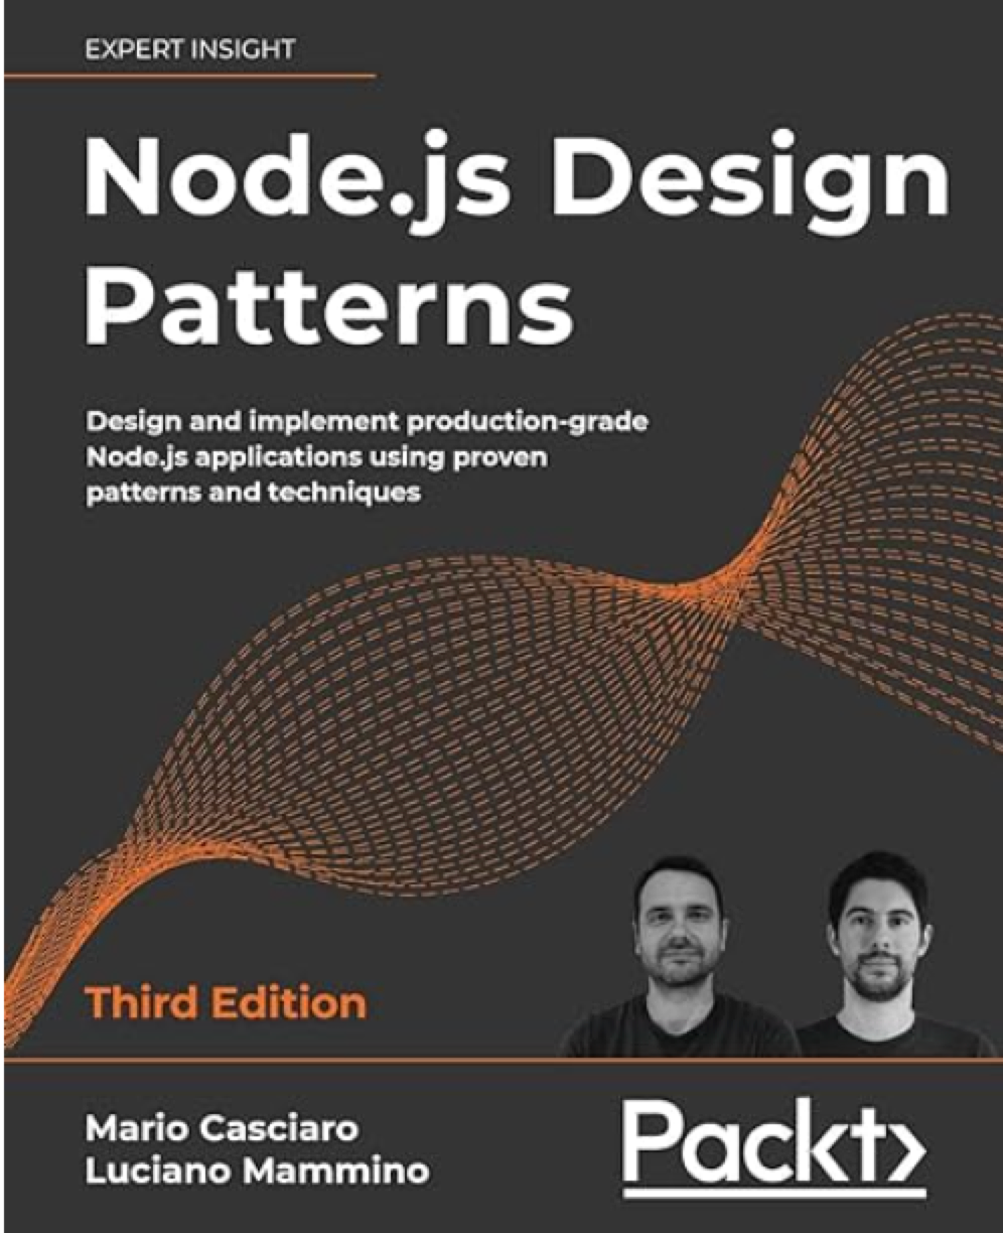 EXPERT INSIGHT
Node.js Design
Patterns
Design and implement production-grade
Node.js applications using proven
patterns and techniques
Third Edition
Mario Casciaro
Luciano Mammino
Packt>